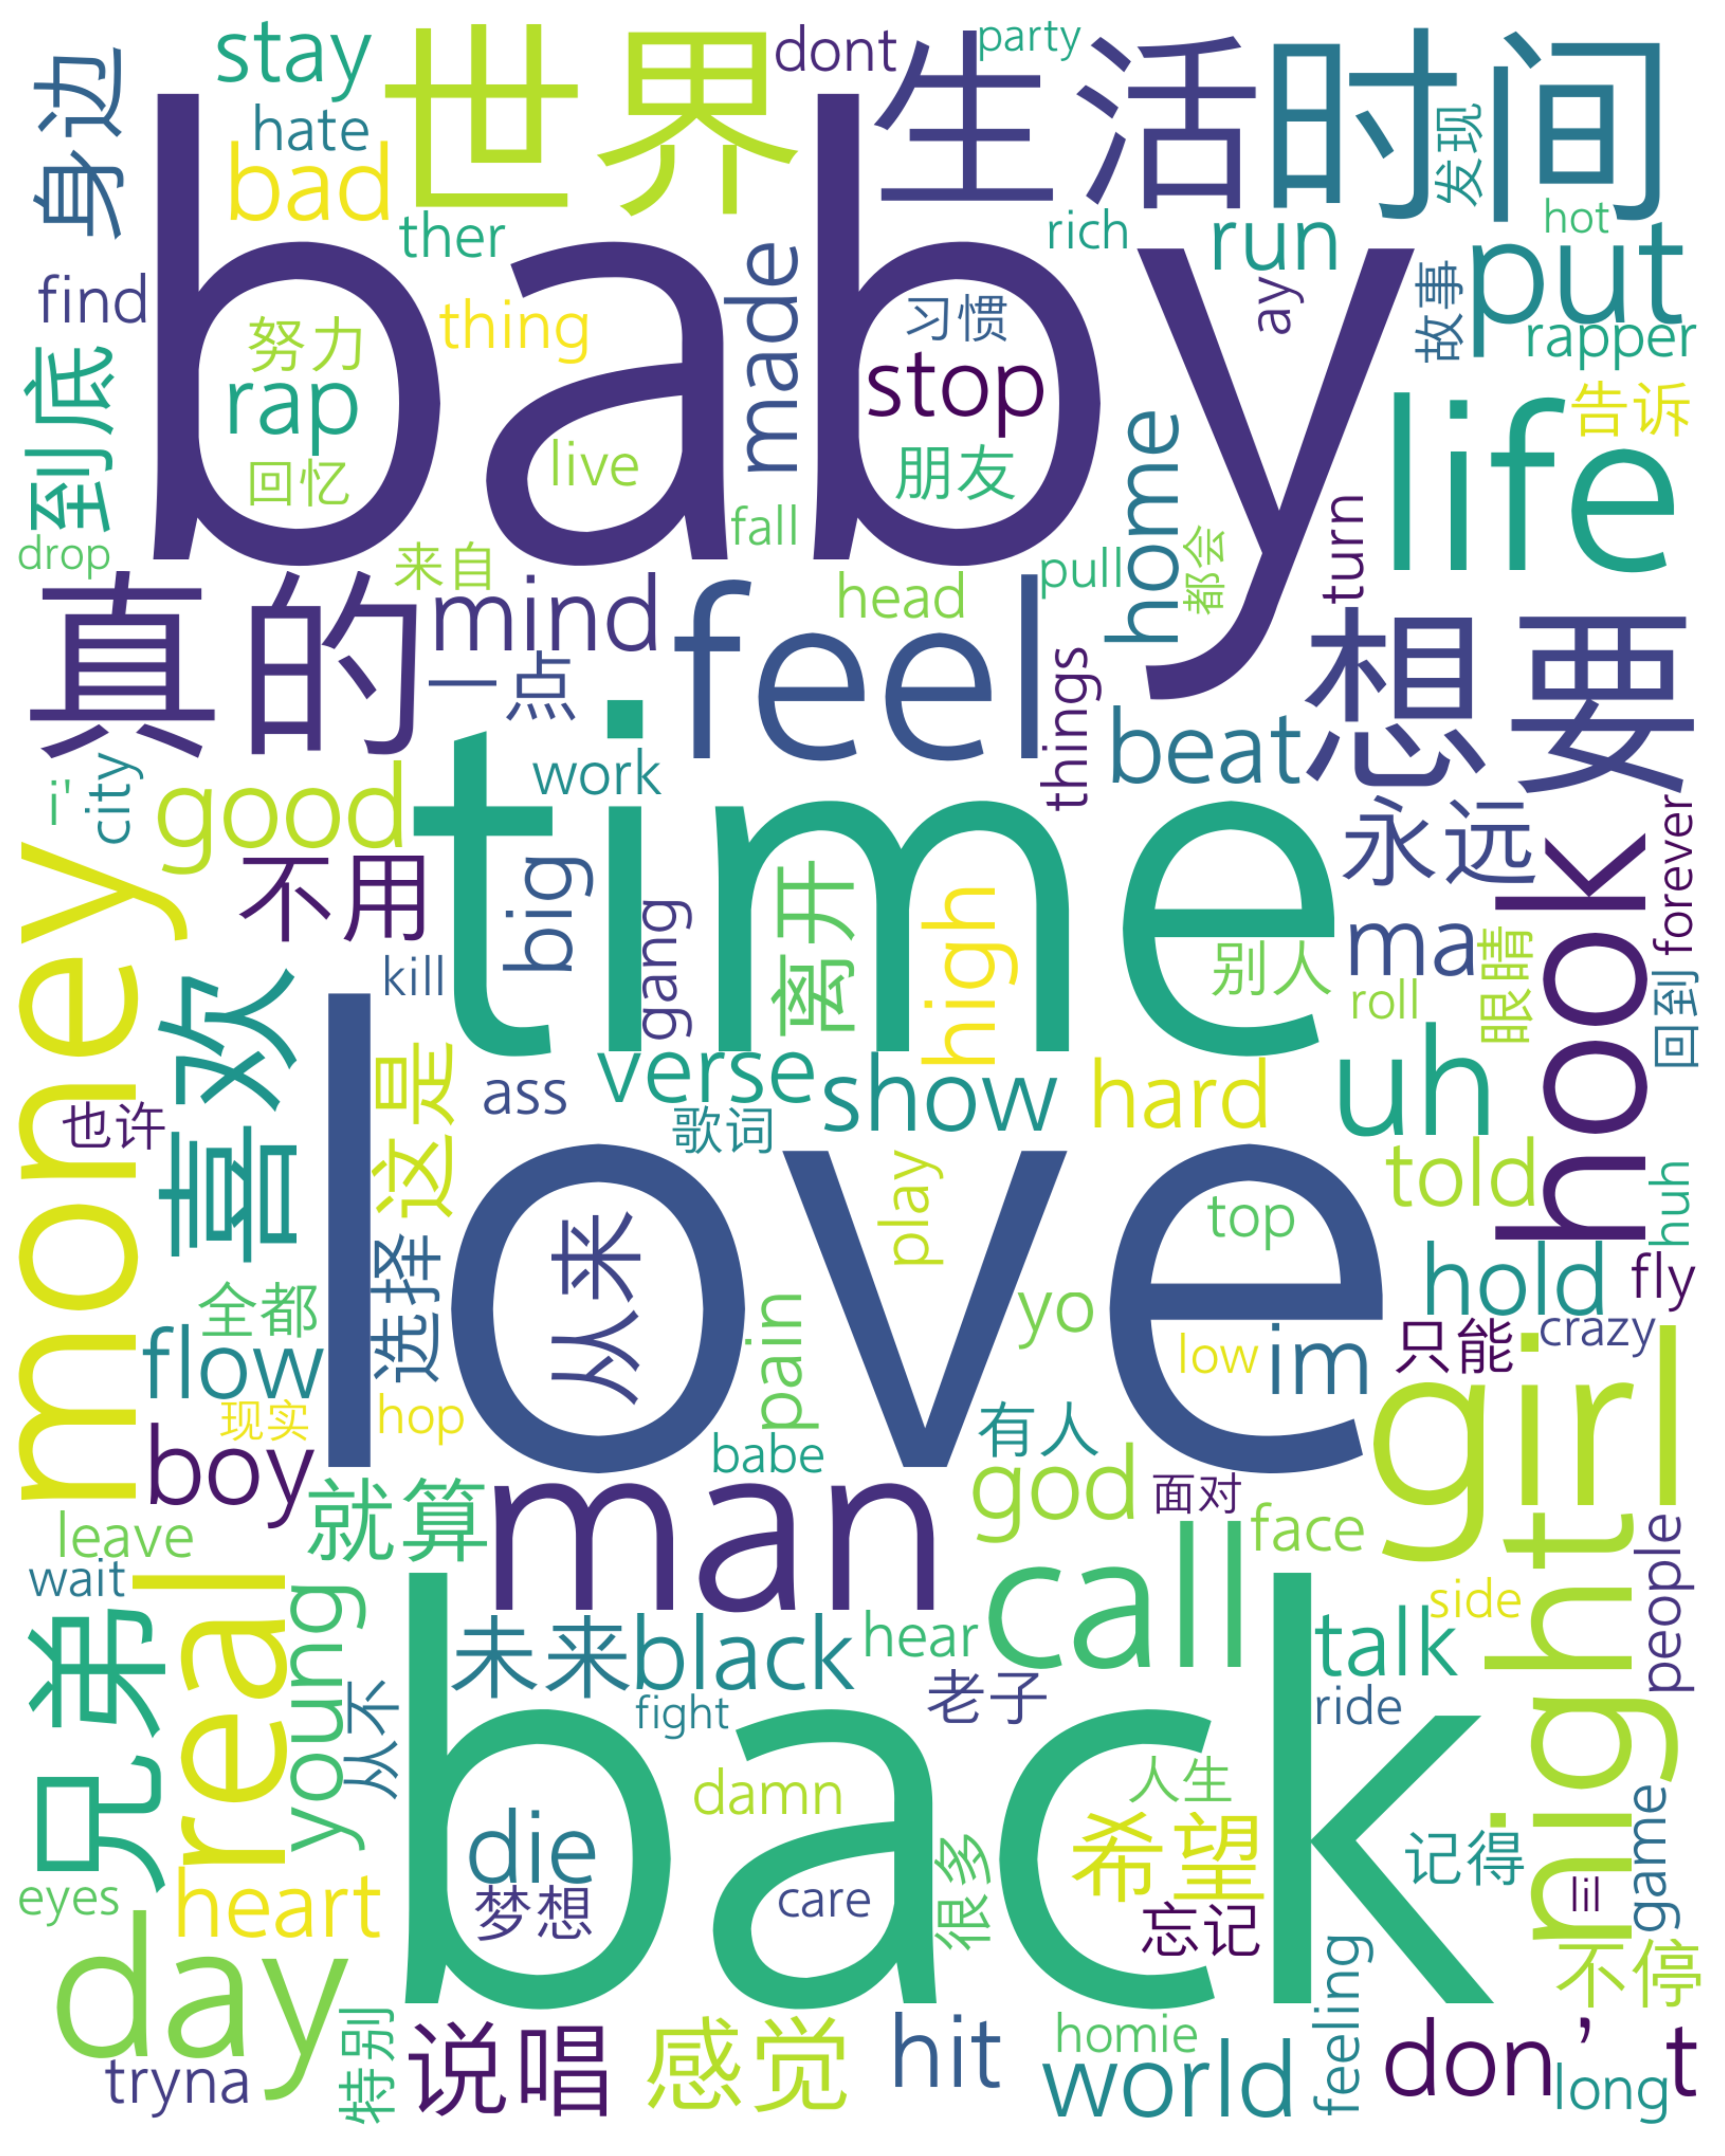 stay
世界
dont
party
生活
时间
身边
hate
bad
ther
发现
rich
run
hot
put
baby
find
努力
thing
made
习惯
ay
故事
rapper
到底
rap
stop
告诉
回忆
live
朋友
home
life
drop
来自
fall
pull
都会
turn
真的
mind
feel
head
想要
一点
things
beat
city
i'
work
good
time
永远
forever
money
不用
big
gang
离开
high
别人
ma
眼睛
hook
喜欢
kill
roll
回到
这是
ass
verse
show
hard
uh
也许
歌词
love
told
huh
选择
从来
play
top
hold
fly
全都
flow
pain
yo
low
im
只能
crazy
现实
hop
有人
girl
boy
babe
就算
man
god
面对
leave
call
face
wait
real
young
people
兄弟
从不
未来
black
hear
talk
side
night
fight
老子
ride
back
damn
人生
die
希望
game
eyes
heart
梦想
care
很多
忘记
记得
lil
day
feeling
不停
特别
说唱
感觉
hit
homie
world
don’t
tryna
long